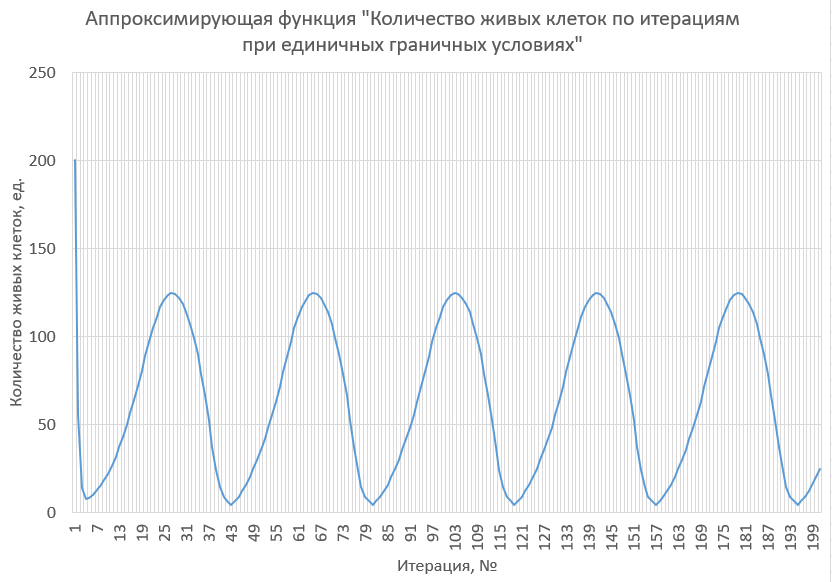 Аппроксимирующая функция "Количество живых клеток по итерациям
при единичных граничных условиях"
Количество живых клеток, ед.
250
200
150
100
50
0
1 7 13 19 25 31 37 43 49 55 61 67 73 79 85 91 97 103 109 115 121 127 133 139 145 151 157 163 169 175 181 187 193 199
Итерация, №